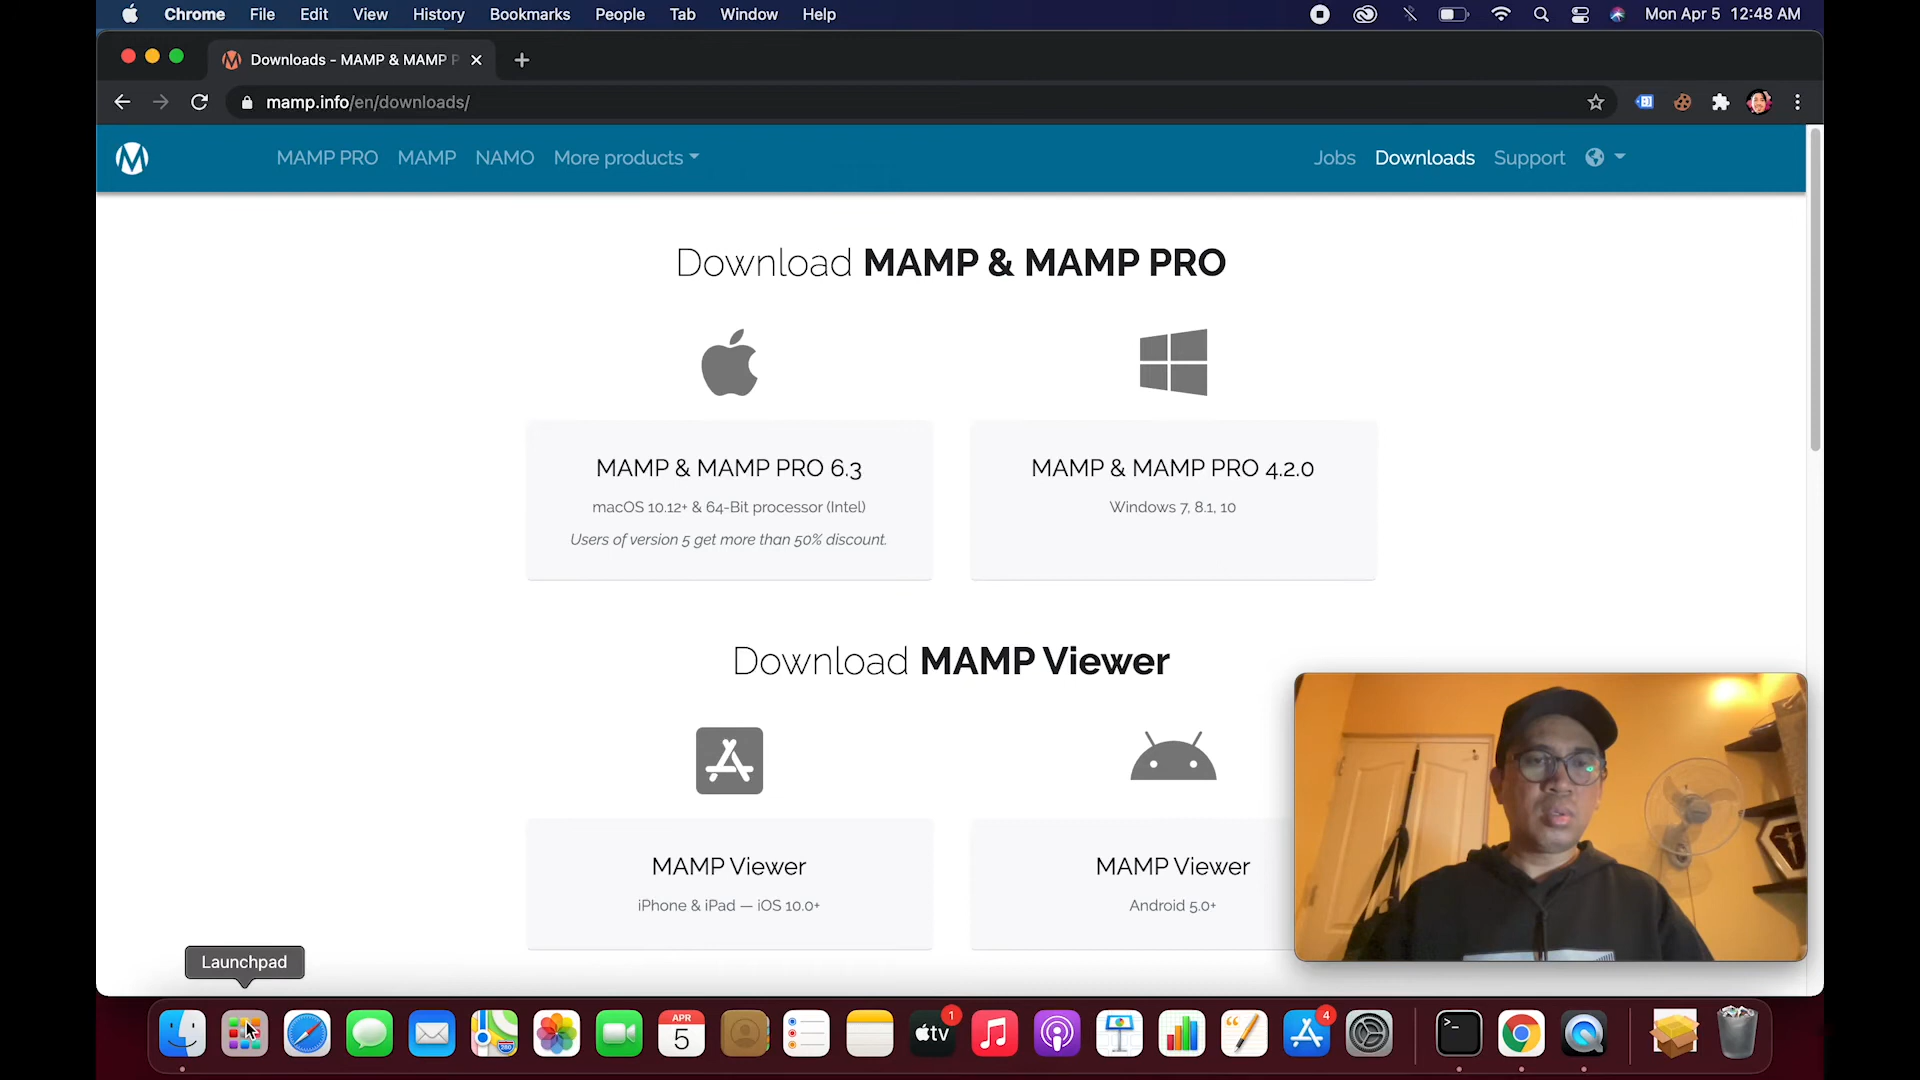 Chrome File Edit View History Bookmarks People Tab Window Help Mon Apr 5 12:48 AM
Downloads - MAMP & MAMP P
mamp.info/en/downloads/
MAMP PRO MAMP NAMO More products Jobs Downloads Support
Download MAMP & MAMP PRO
MAMP & MAMP PRO 6.3
macOS 10.12+ & 64-Bit processor (Intel)
Users of version 5 get more than 50% discount.
MAMP & MAMP PRO 4.2.0
Windows 7, 8.1, 10
Download MAMP Viewer
MAMP Viewer
iPhone & iPad — iOS 10.0+
MAMP Viewer
Android 5.0+
Launchpad
APR
5
tv
1
4